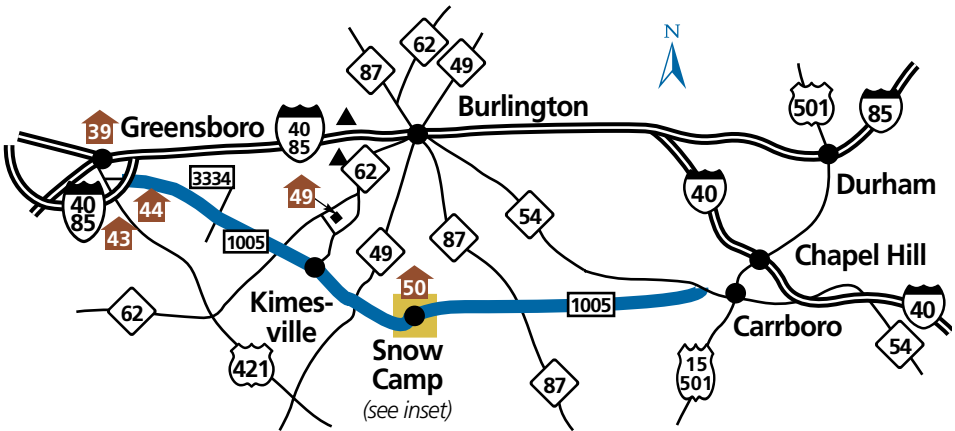 N
62
87
49
501
85
Burlington
39
Greensboro
40
85
40
85
43
44
3334
49
62
1005
54
40
Durham
Chapel Hill
49
87
50
Kimes-
ville
62
421
Snow
Camp
(see inset)
1005
Carrboro
40
54
15
501
87